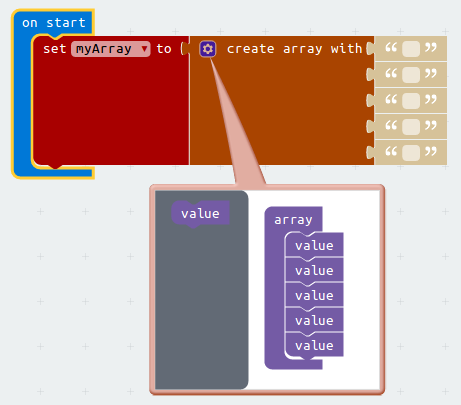 on start
set myArray ▾ to create array with “ ”
“ ”
“ ”
“ ”
“ ”
value
array
value
value
value
value
value